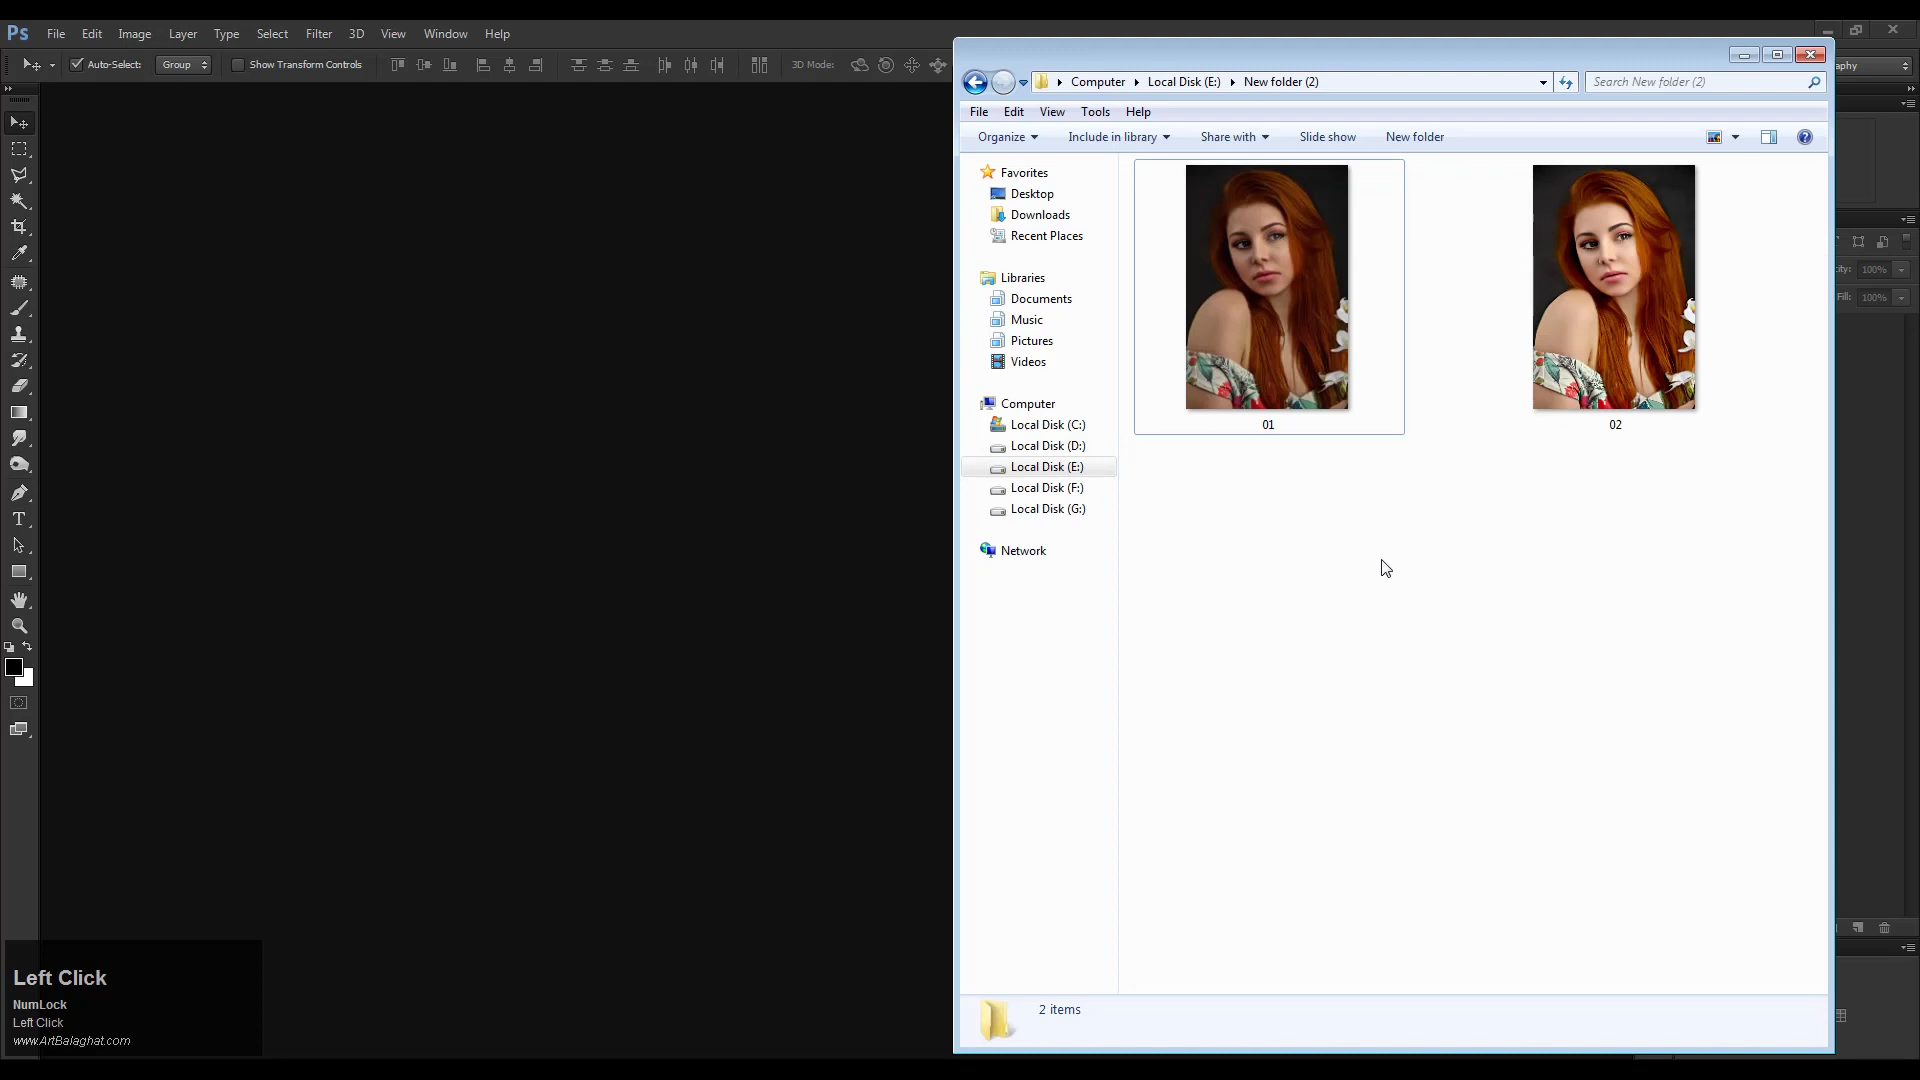 Ps File Edit Image Layer Type Select Filter 3D View Window Help
Auto-Select: Group Show Transform Controls 3D Mode:
Computer Local Disk (E:) New folder (2) Search New folder (2)
File Edit View Tools Help
Organize Include in library Share with Slide show New folder
Favorites
Desktop
Downloads
Recent Places
Libraries
Documents
Music
Pictures
Videos
Computer
Local Disk (C:)
Local Disk (D:)
Local Disk (E:)
Local Disk (F:)
Local Disk (G:)
Network
01 02
2 items
aphy
city: 100%
Fill: 100%
T
Left Click
NumLock
Left Click
www.ArtBalaghat.com